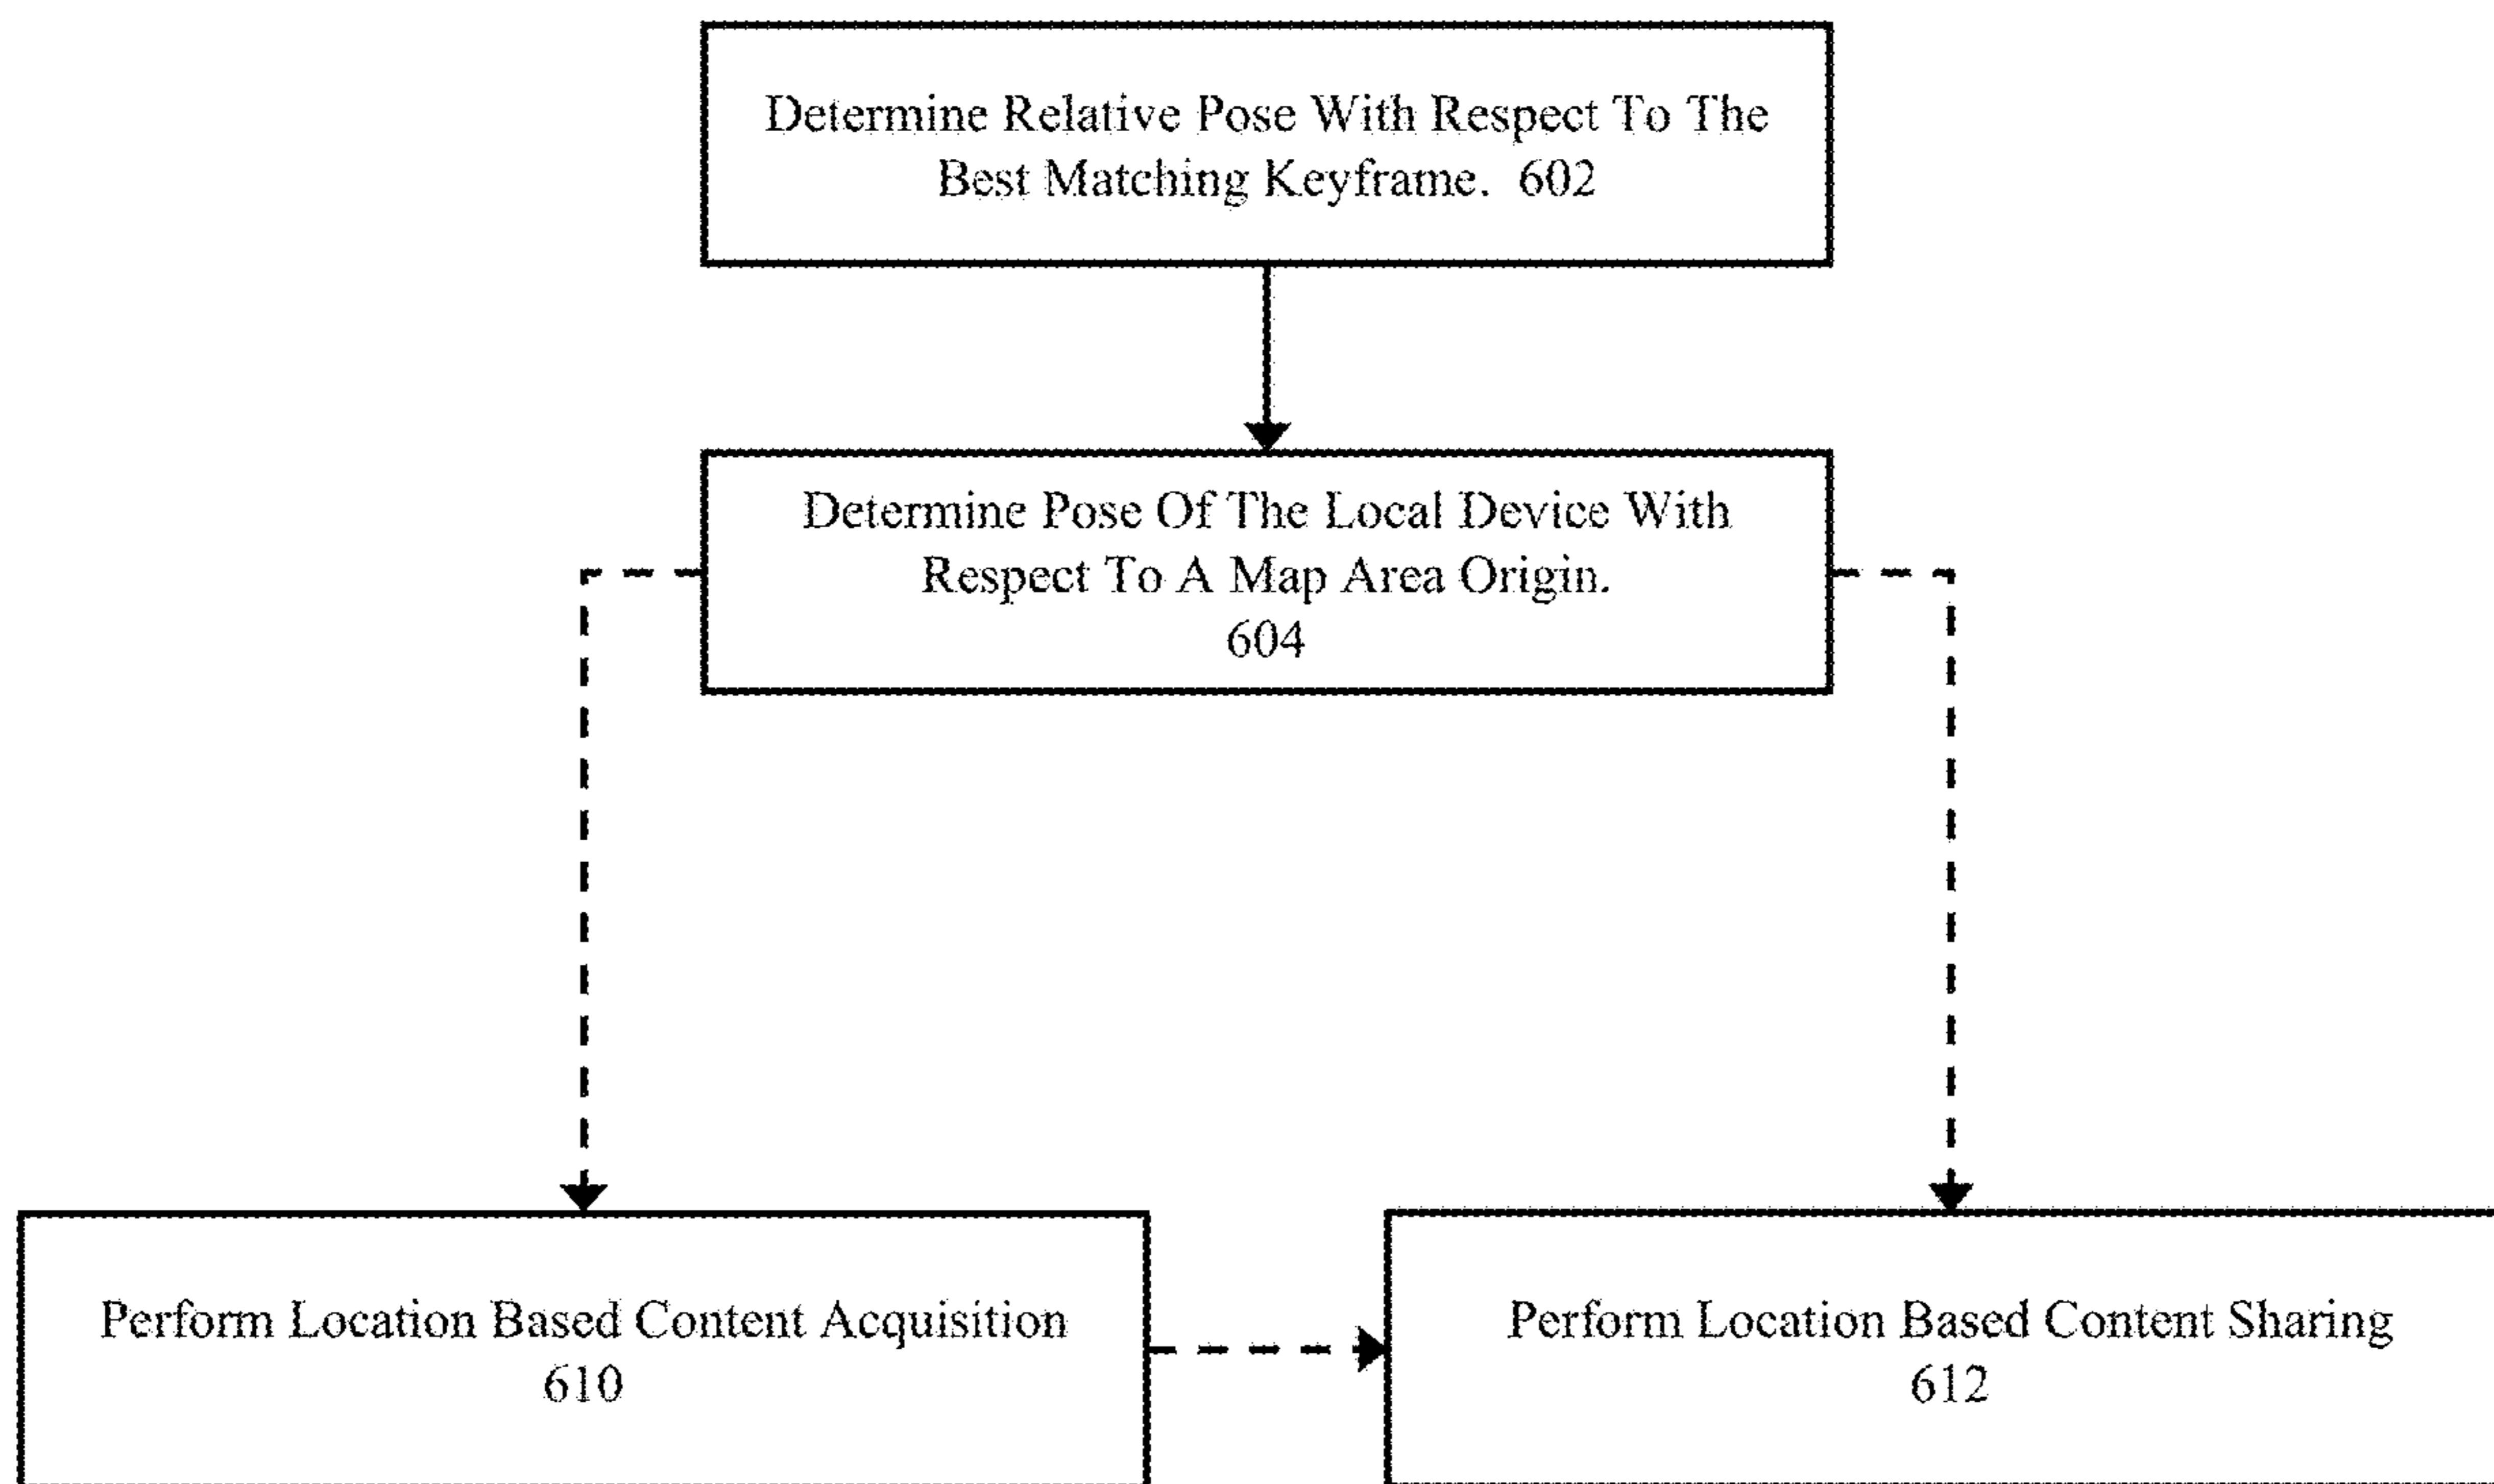 Determine Relative Pose With Respect To The
Best Matching Keyframe. 602
Determine Pose Of The Local Device With
Respect To A Map Area Origin.
604
Perform Location Based Content Acquisition
610
Perform Location Based Content Sharing
612